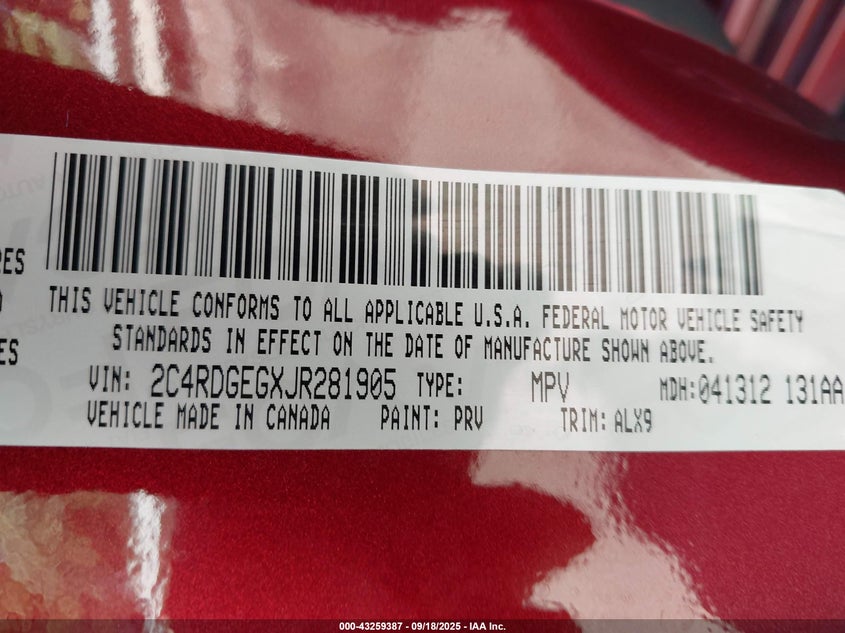 RES
ES
THIS VEHICLE CONFORMS TO ALL APPLICABLE U.S.A. FEDERAL MOTOR VEHICLE SAFETY
STANDARDS IN EFFECT ON THE DATE OF MANUFACTURE SHOWN ABOVE.
VIN: 2C4RDGEGXJR281905 TYPE: MPV MDH:041312 131AA
VEHICLE MADE IN CANADA PAINT: PRV TRIM: ALX9
000-43259387 - 09/18/2025 - IAA Inc.